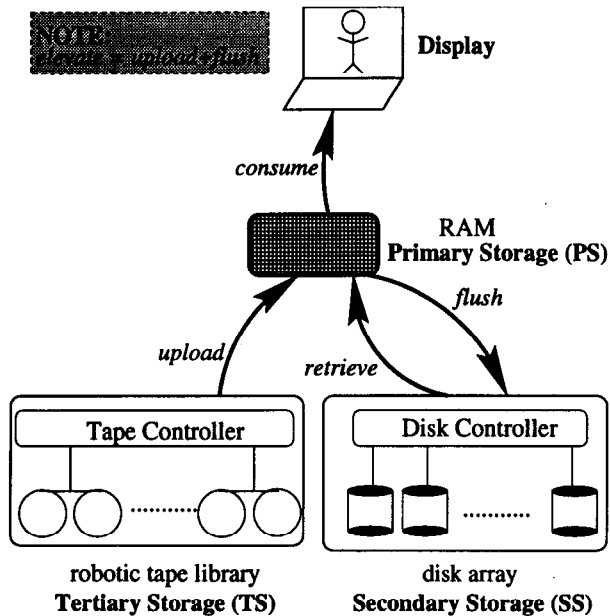 NOTE:
elevate = upload+flush
Display
consume
RAM
Primary Storage (PS)
flush
upload
retrieve
Tape Controller
Disk Controller
robotic tape library
Tertiary Storage (TS)
disk array
Secondary Storage (SS)